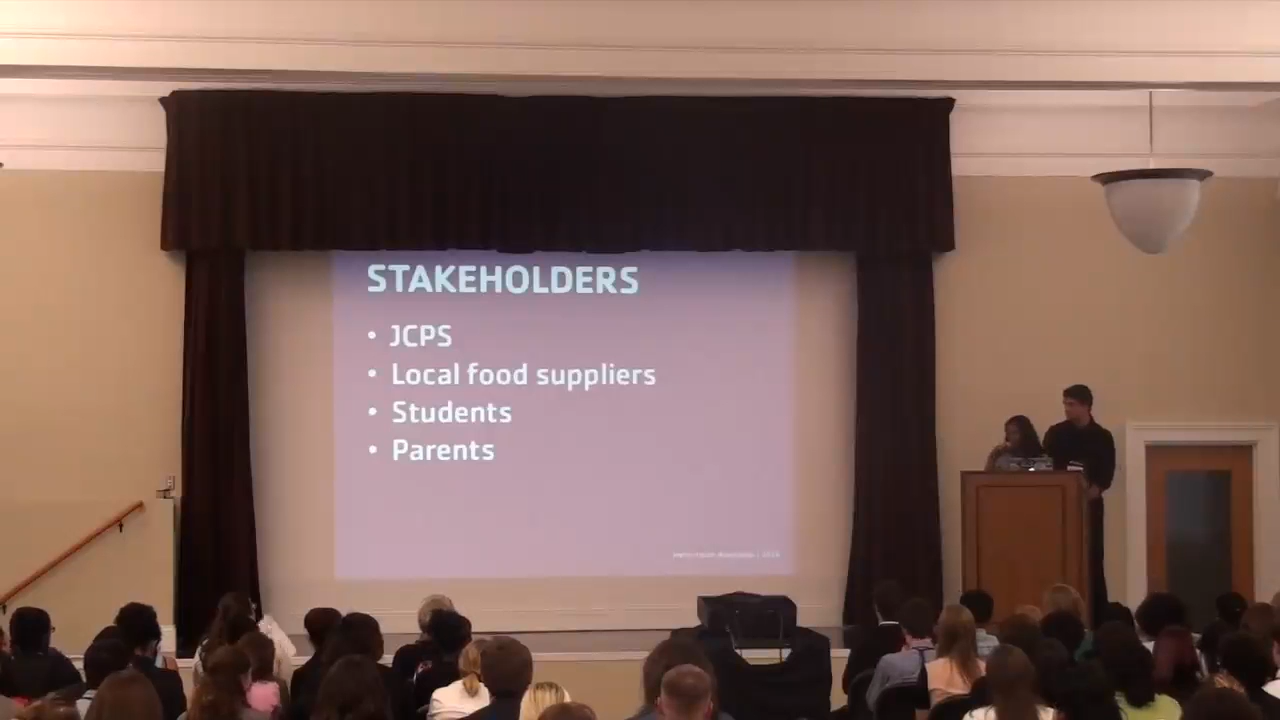 STAKEHOLDERS
• JCPS
• Local food suppliers
• Students
• Parents